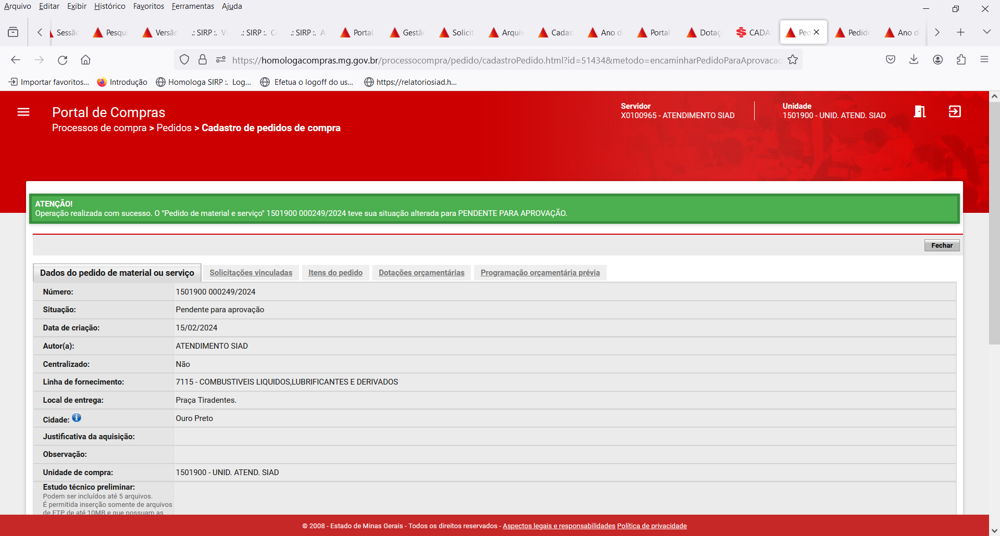 Arquivo Editar Exibir Histórico Favoritos Ferramentas Ajuda
Sessão Pesqui Versão .: SIRP :. V .: SIRP :. C .: SIRP :. A Portal Gestão Solicit Arquiv Cadas Ano d Portal Dotaç CADA Ped Pedido Ano d
https://homologacompras.mg.gov.br/processocompra/pedido/cadastroPedido.html?id=51434&metodo=encaminharPedidoParaAprovacao
Importar favoritos... Introdução Homologa SIRP :. Log... Efetua o logoff do us... https://relatoriosiad.h...
Portal de Compras
Processos de compra > Pedidos > Cadastro de pedidos de compra
Servidor
X0100965 - ATENDIMENTO SIAD
Unidade
1501900 - UNID. ATEND. SIAD
ATENÇÃO!
Operação realizada com sucesso. O "Pedido de material e serviço" 1501900 000249/2024 teve sua situação alterada para PENDENTE PARA APROVAÇÃO.
Fechar
Dados do pedido de material ou serviço Solicitações vinculadas Itens do pedido Dotações orçamentárias Programação orçamentária prévia
Número: 1501900 000249/2024
Situação: Pendente para aprovação
Data de criação: 15/02/2024
Autor(a): ATENDIMENTO SIAD
Centralizado: Não
Linha de fornecimento: 7115 - COMBUSTIVEIS LIQUIDOS,LUBRIFICANTES E DERIVADOS
Local de entrega: Praça Tiradentes.
Cidade: Ouro Preto
Justificativa da aquisição:
Observação:
Unidade de compra: 1501900 - UNID. ATEND. SIAD
Estudo técnico preliminar:
Podem ser incluídos até 5 arquivos.
É permitida inserção somente de arquivos
de ETP de até 10MB e que possuam as
© 2008 - Estado de Minas Gerais - Todos os direitos reservados - Aspectos legais e responsabilidades Política de privacidade